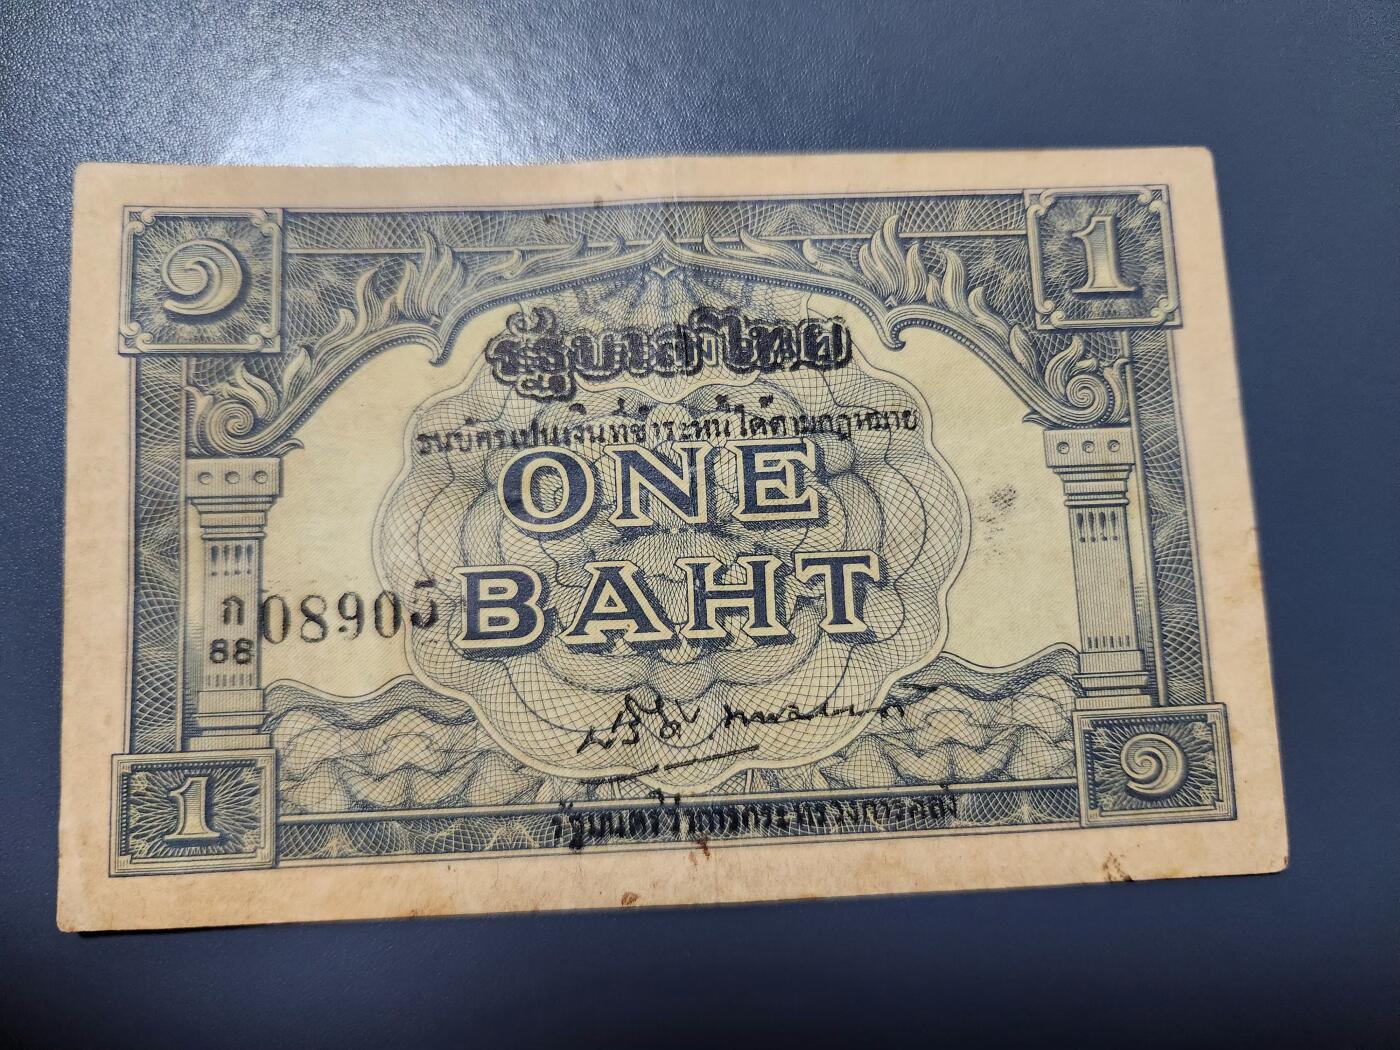 ๑ 1
รัฐบาลไทย
ธนบัตร์เป็นเงินที่ชำระหนี้ได้ตามกฎหมาย
ONE
BAHT
ก 08905
88
รัฐมนตรีว่าการกระทรวงการคลัง
1 ๑